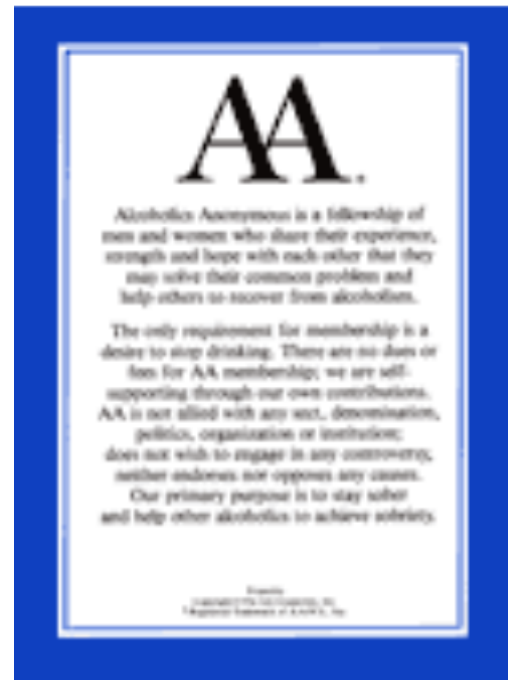 AA®
Alcoholics Anonymous is a fellowship of
men and women who share their experience,
strength and hope with each other that they
may solve their common problem and
help others to recover from alcoholism.
The only requirement for membership is a
desire to stop drinking. There are no dues or
fees for AA membership; we are self-
supporting through our own contributions.
AA is not allied with any sect, denomination,
politics, organization or institution;
does not wish to engage in any controversy,
neither endorses nor opposes any causes.
Our primary purpose is to stay sober
and help other alcoholics to achieve sobriety.